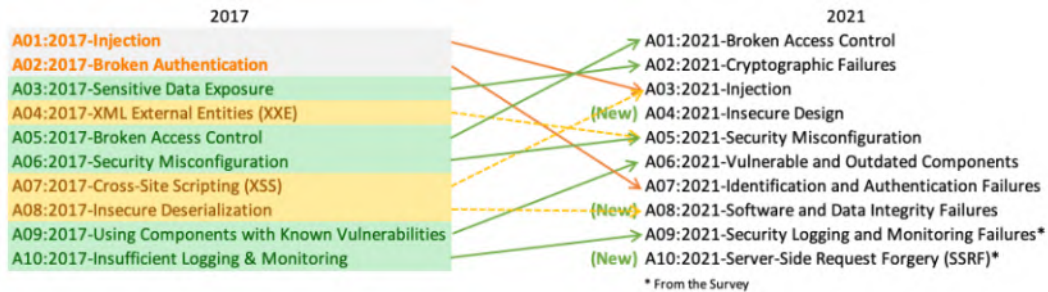 2017
2021
A01:2017-Injection
A02:2017-Broken Authentication
A03:2017-Sensitive Data Exposure
A04:2017-XML External Entities (XXE)
A05:2017-Broken Access Control
A06:2017-Security Misconfiguration
A07:2017-Cross-Site Scripting (XSS)
A08:2017-Insecure Deserialization
A09:2017-Using Components with Known Vulnerabilities
A10:2017-Insufficient Logging & Monitoring
A01:2021-Broken Access Control
A02:2021-Cryptographic Failures
A03:2021-Injection
(New) A04:2021-Insecure Design
A05:2021-Security Misconfiguration
A06:2021-Vulnerable and Outdated Components
A07:2021-Identification and Authentication Failures
(New) A08:2021-Software and Data Integrity Failures
A09:2021-Security Logging and Monitoring Failures*
(New) A10:2021-Server-Side Request Forgery (SSRF)*
* From the Survey